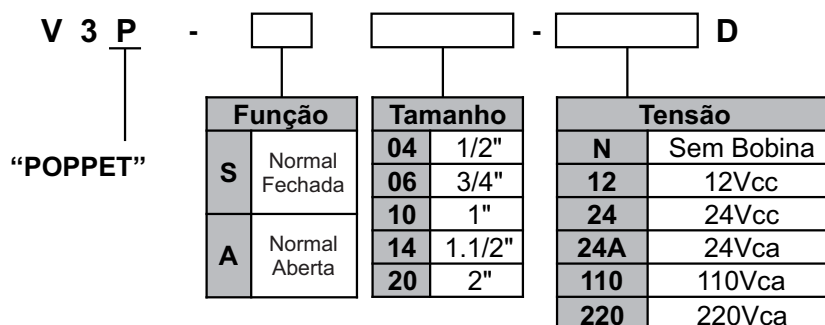 V 3 P - - D
“POPPET”
Função
S Normal Fechada
A Normal Aberta
Tamanho
04 1/2"
06 3/4"
10 1"
14 1.1/2"
20 2"
Tensão
N Sem Bobina
12 12Vcc
24 24Vcc
24A 24Vca
110 110Vca
220 220Vca